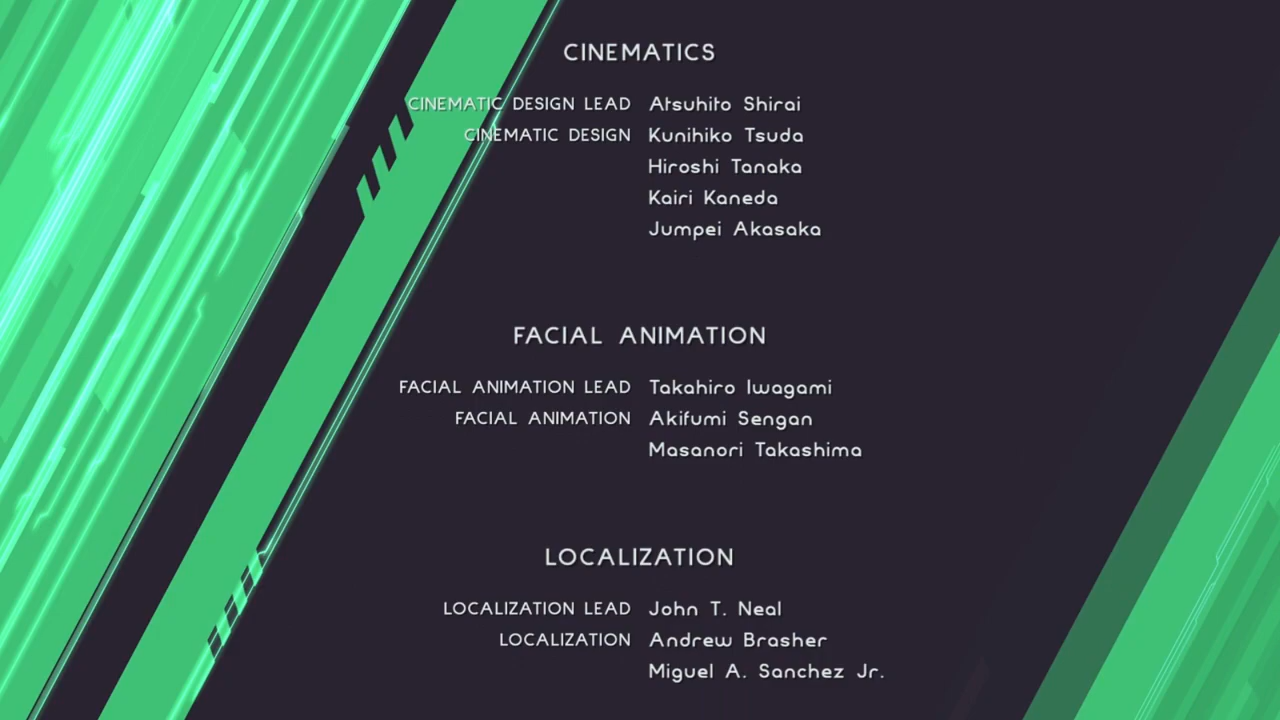 CINEMATICS
CINEMATIC DESIGN LEAD Atsuhito Shirai
CINEMATIC DESIGN Kunihiko Tsuda
Hiroshi Tanaka
Kairi Kaneda
Jumpei Akasaka
FACIAL ANIMATION
FACIAL ANIMATION LEAD Takahiro Iwagami
FACIAL ANIMATION Akifumi Sengan
Masanori Takashima
LOCALIZATION
LOCALIZATION LEAD John T. Neal
LOCALIZATION Andrew Brasher
Miguel A. Sanchez Jr.